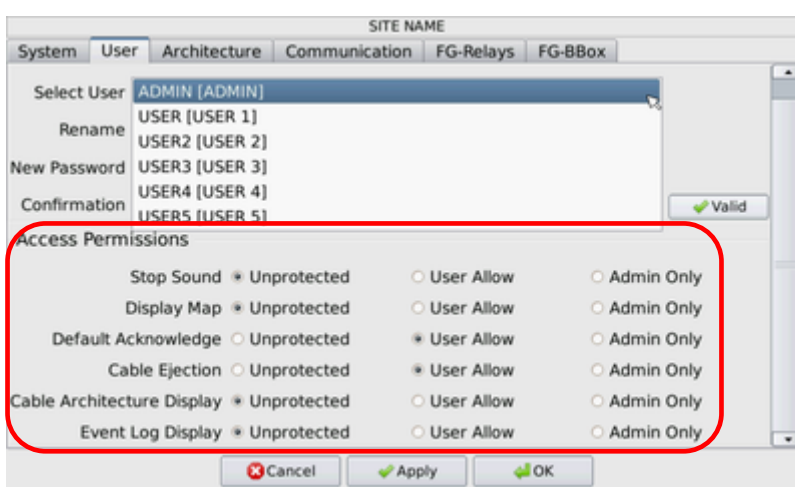 SITE NAME
System User Architecture Communication FG-Relays FG-BBox
Select User ADMIN [ADMIN]
USER [USER 1]
Rename
USER2 [USER 2]
New Password USER3 [USER 3]
USER4 [USER 4]
Confirmation Valid
USER5 [USER 5]
Access Permissions
Stop Sound Unprotected User Allow Admin Only
Display Map Unprotected User Allow Admin Only
Default Acknowledge Unprotected User Allow Admin Only
Cable Ejection Unprotected User Allow Admin Only
Cable Architecture Display Unprotected User Allow Admin Only
Event Log Display Unprotected User Allow Admin Only
Cancel Apply OK